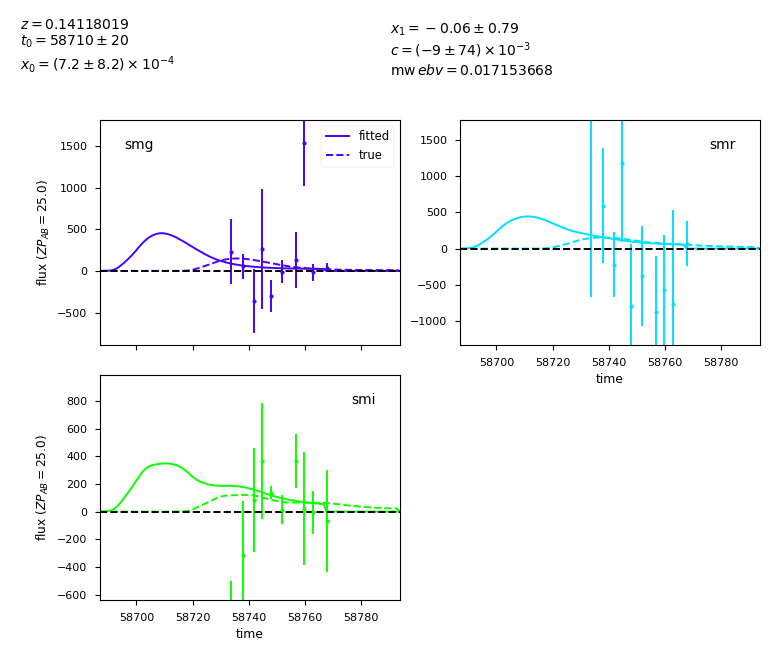 z = 0.14118019
t₀ = 58710 ± 20
x₀ = (7.2 ± 8.2) × 10⁻⁴
x₁ = −0.06 ± 0.79
c = (−9 ± 74) × 10⁻³
mw ebv = 0.017153668
smg
fitted
true
1500
1000
500
0
−500
flux (ZP_AB = 25.0)
smr
1500
1000
500
0
−500
−1000
58700 58720 58740 58760 58780
time
smi
800
600
400
200
0
−200
−400
−600
flux (ZP_AB = 25.0)
58700 58720 58740 58760 58780
time